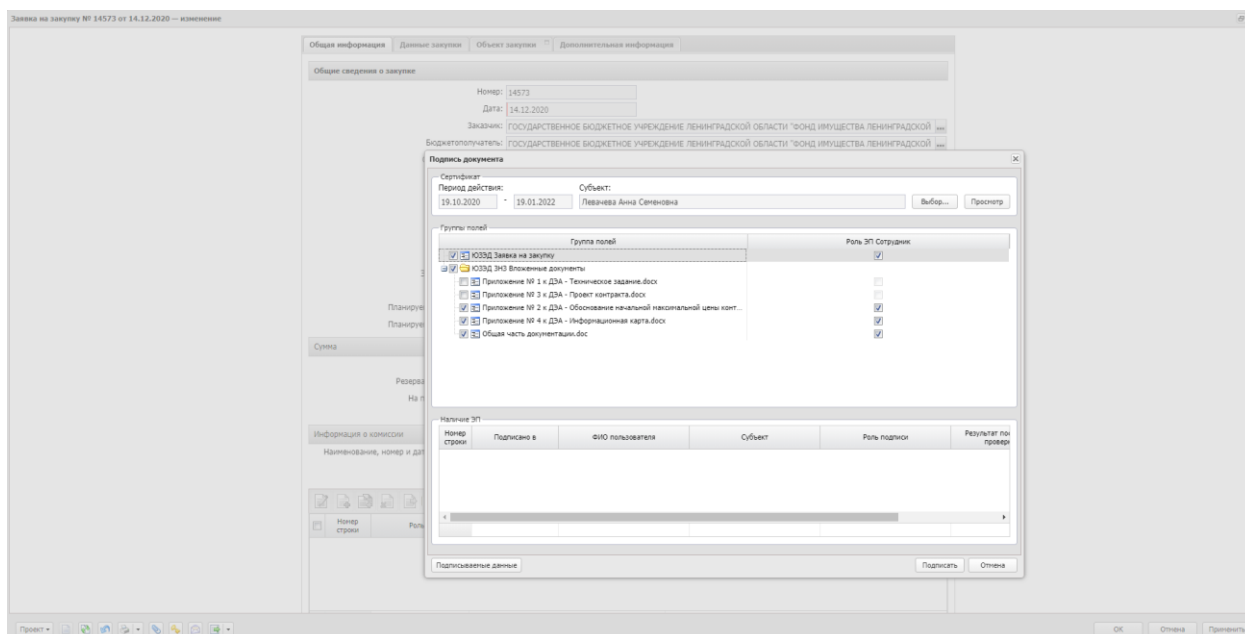 Заявка на закупку № 14573 от 14.12.2020 — изменение
Общая информация Данные закупки Объект закупки Дополнительная информация
Общие сведения о закупке
Номер: 14573
Дата: 14.12.2020
Заказчик: ГОСУДАРСТВЕННОЕ БЮДЖЕТНОЕ УЧРЕЖДЕНИЕ ЛЕНИНГРАДСКОЙ ОБЛАСТИ "ФОНД ИМУЩЕСТВА ЛЕНИНГРАДСКОЙ ...
Бюджетополучатель: ГОСУДАРСТВЕННОЕ БЮДЖЕТНОЕ УЧРЕЖДЕНИЕ ЛЕНИНГРАДСКОЙ ОБЛАСТИ "ФОНД ИМУЩЕСТВА ЛЕНИНГРАДСКОЙ ...
Подпись документа
Сертификат
Период действия: Субъект:
19.10.2020 - 19.01.2022 Левачева Анна Семеновна Выбор... Просмотр
Группы полей
Группа полей Роль ЭП Сотрудник
ЮЗЭД Заявка на закупку
ЮЗЭД ЗНЗ Вложенные документы
Приложение № 1 к ДЭА - Техническое задание.docx
Приложение № 3 к ДЭА - Проект контракта.docx
Приложение № 2 к ДЭА - Обоснование начальной максимальной цены конт...
Приложение № 4 к ДЭА - Информационная карта.docx
Общая часть документации.doc
Планируе
Планируе
Сумма
Резерва
На п
Наличие ЭП
Номер строки Подписано в ФИО пользователя Субъект Роль подписи Результат по
провер
Информация о комиссии
Наименование, номер и дат
Номер строки Роль
Подписываемые данные Подписать Отмена
Проект ОК Отмена Применить